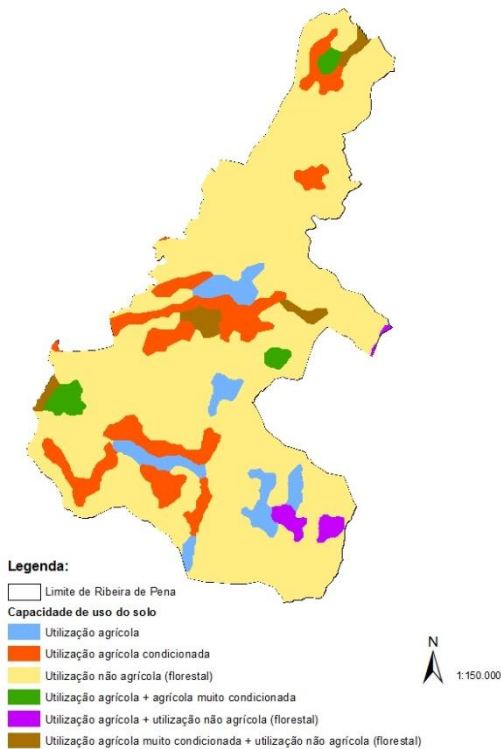 Legenda:
Limite de Ribeira de Pena
Capacidade de uso do solo
Utilização agrícola
Utilização agrícola condicionada
Utilização não agrícola (florestal)
Utilização agrícola + agrícola muito condicionada
Utilização agrícola + utilização não agrícola (florestal)
Utilização agrícola muito condicionada + utilização não agrícola (florestal)
N
1:150.000